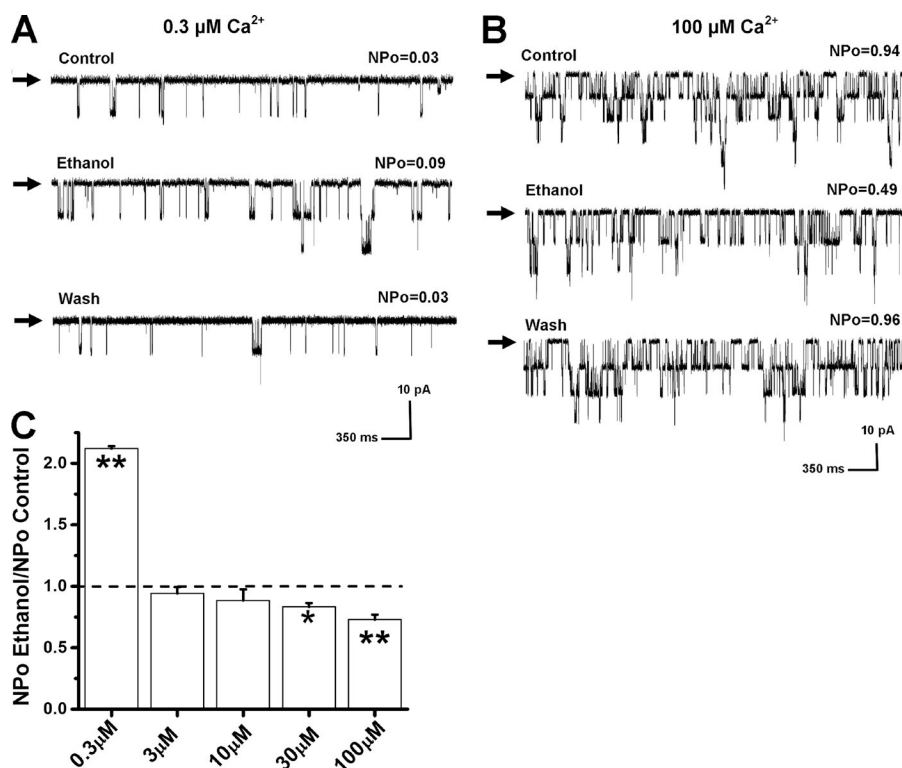 A
0.3 µM Ca2+
Control
NPo=0.03
Ethanol
NPo=0.09
Wash
NPo=0.03
10 pA
350 ms
B
100 µM Ca2+
Control
NPo=0.94
Ethanol
NPo=0.49
Wash
NPo=0.96
10 pA
350 ms
C
NPo Ethanol/NPo Control
2.0
1.5
1.0
0.5
0.0
**
*
**
0.3µM
3µM
10µM
30µM
100µM